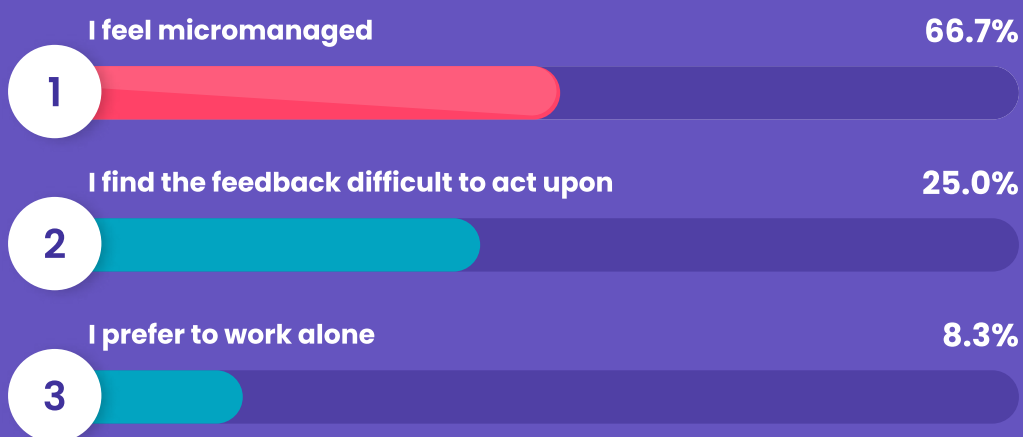 I feel micromanaged 66.7%
1
I find the feedback difficult to act upon 25.0%
2
I prefer to work alone 8.3%
3